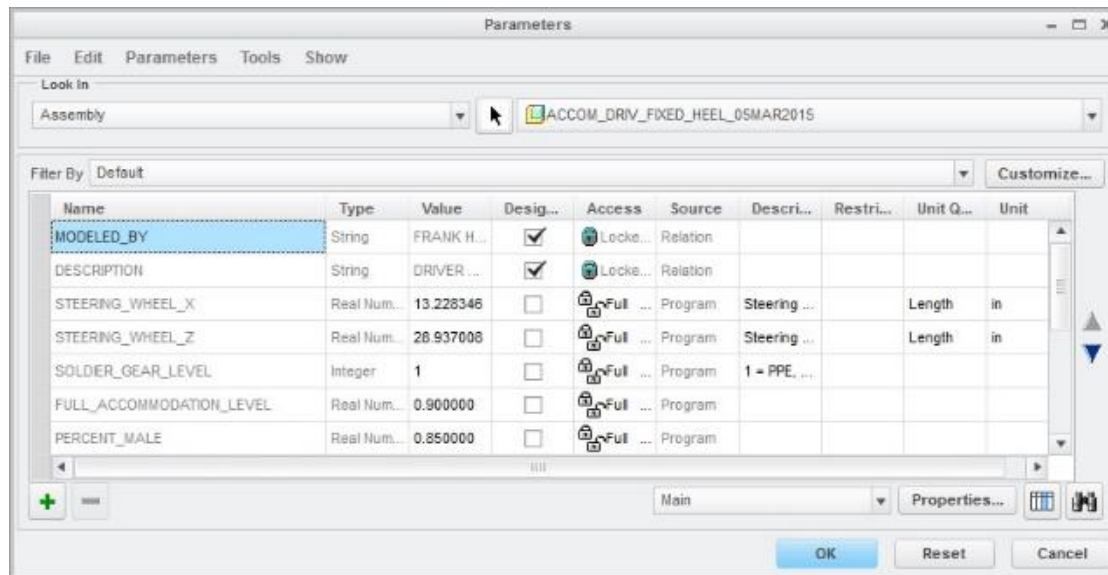 Parameters
File Edit Parameters Tools Show
Look In
Assembly ACCOM_DRIV_FIXED_HEEL_05MAR2015
Filter By Default Customize...
Name Type Value Desig... Access Source Descri... Restri... Unit Q... Unit
MODELED_BY String FRANK H... Locke... Relation
DESCRIPTION String DRIVER ... Locke... Relation
STEERING_WHEEL_X Real Num... 13.228346 Full ... Program Steering ... Length in
STEERING_WHEEL_Z Real Num... 28.937008 Full ... Program Steering ... Length in
SOLDIER_GEAR_LEVEL Integer 1 Full ... Program 1 = PPE, ...
FULL_ACCOMMODATION_LEVEL Real Num... 0.900000 Full ... Program
PERCENT_MALE Real Num... 0.850000 Full ... Program
Main Properties...
OK Reset Cancel